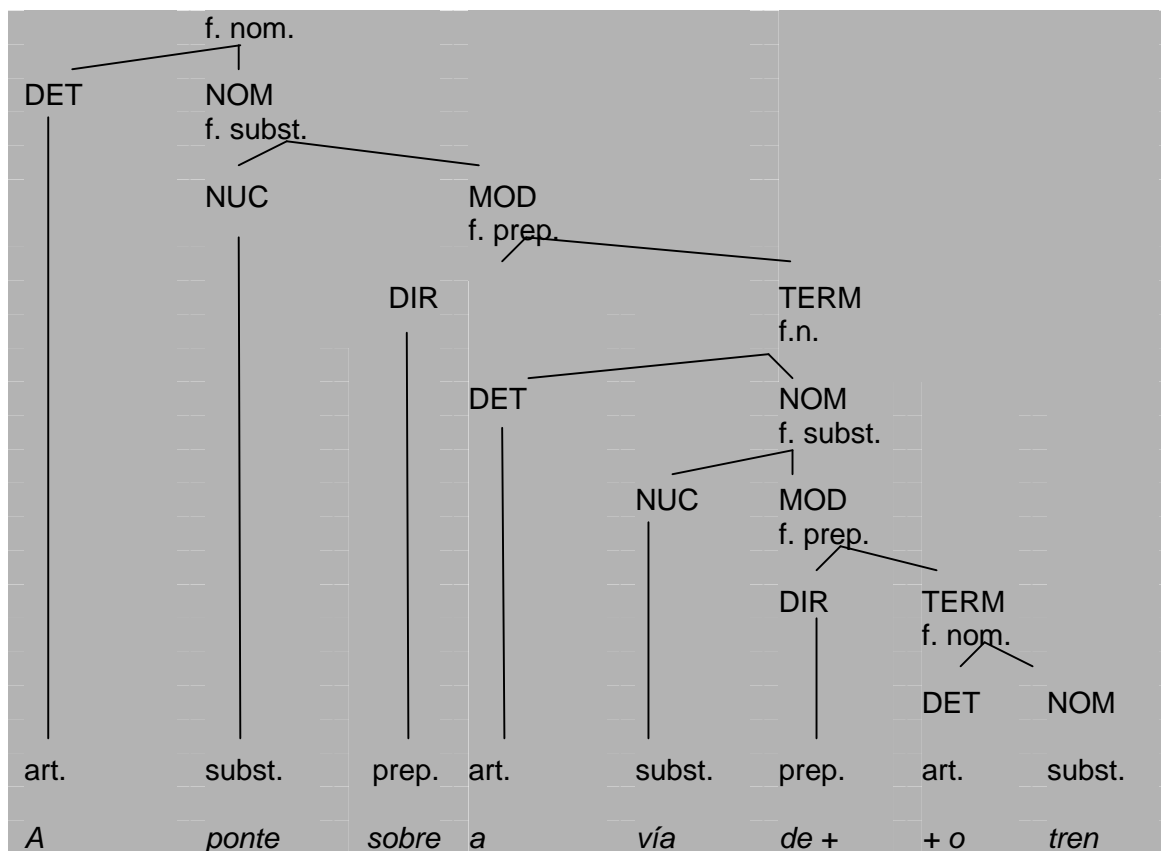 f. nom.
DET NOM
f. subst.
NUC MOD
f. prep.
DIR TERM
f.n.
DET NOM
f. subst.
NUC MOD
f. prep.
DIR TERM
f. nom.
DET NOM
art. subst. prep. art. subst. prep. art. subst.
A ponte sobre a vía de + + o tren